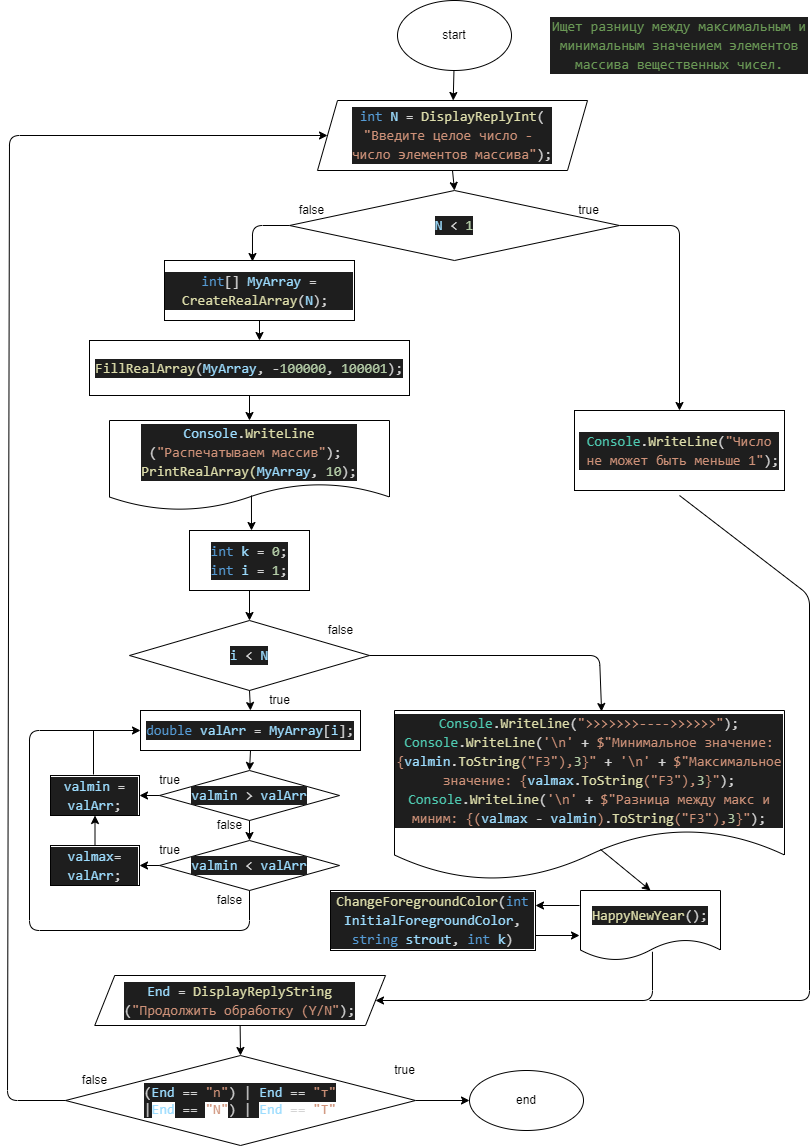 start
Ищет разницу между максимальным и
минимальным значением элементов
массива вещественных чисел.
int N = DisplayReplyInt(
"Введите целое число -
число элементов массива");
false
true
N < 1
int[] MyArray =
CreateRealArray(N);
FillRealArray(MyArray, -100000, 100001);
Console.WriteLine
("Распечатываем массив");
PrintRealArray(MyArray, 10);
Console.WriteLine("Число
не может быть меньше 1");
int k = 0;
int i = 1;
false
i < N
true
double valArr = MyArray[i];
Console.WriteLine(">>>>>>>---->>>>>>");
Console.WriteLine('\n' + $"Минимальное значение:
{valmin.ToString("F3"),3}" + '\n' + $"Максимальное
значение: {valmax.ToString("F3"),3}");
Console.WriteLine('\n' + $"Разница между макс и
миним: {(valmax - valmin).ToString("F3"),3}");
true
valmin =
valArr;
valmin > valArr
false
true
valmax=
valArr;
valmin < valArr
false
ChangeForegroundColor(int
InitialForegroundColor,
string strout, int k)
HappyNewYear();
End = DisplayReplyString
("Продолжить обработку (Y/N");
false
true
(End == "n") | End == "т"
|End == "N") | End == "Т"
end